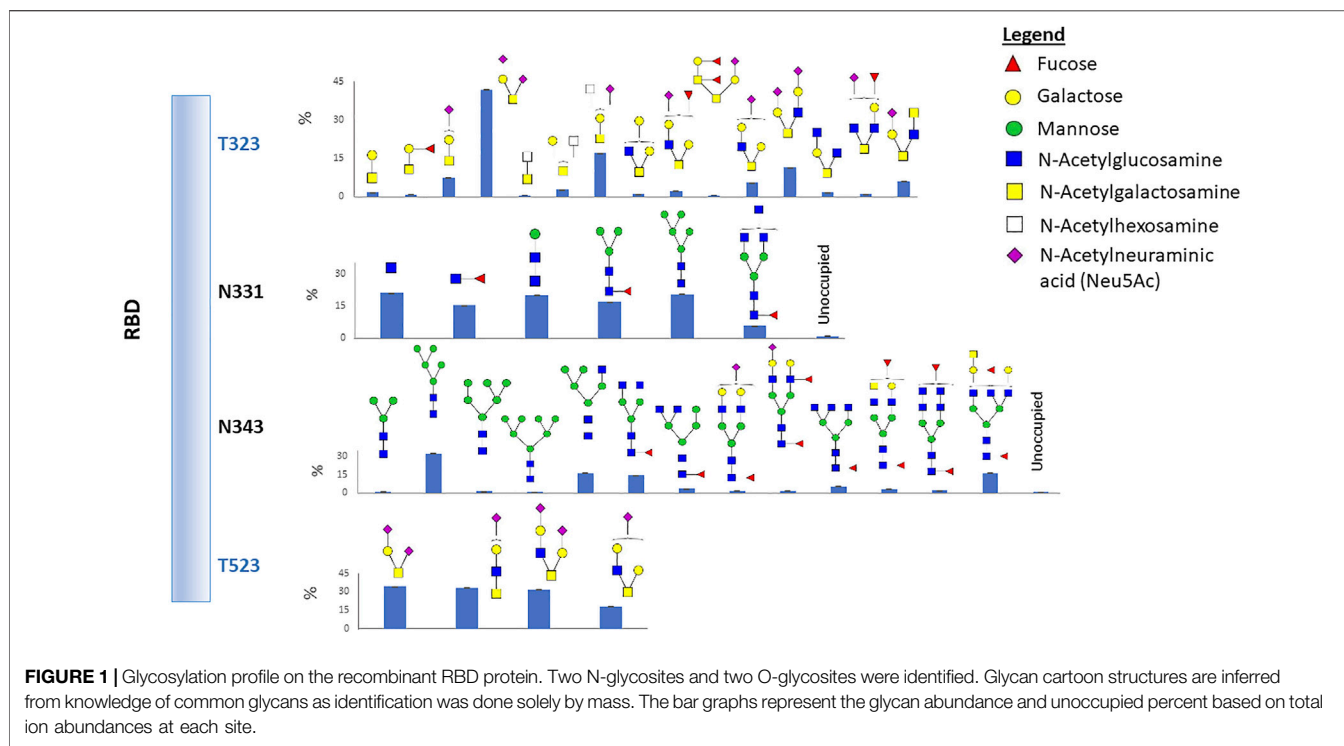 Legend
Fucose
Galactose
Mannose
N-Acetylglucosamine
N-Acetylgalactosamine
N-Acetylhexosamine
N-Acetylneuraminic
acid (Neu5Ac)
RBD
T323
%
45
30
15
0
N331
%
30
15
0
Unoccupied
N343
%
30
15
0
Unoccupied
T523
%
45
30
15
0
FIGURE 1 | Glycosylation profile on the recombinant RBD protein. Two N-glycosites and two O-glycosites were identified. Glycan cartoon structures are inferred
from knowledge of common glycans as identification was done solely by mass. The bar graphs represent the glycan abundance and unoccupied percent based on total
ion abundances at each site.